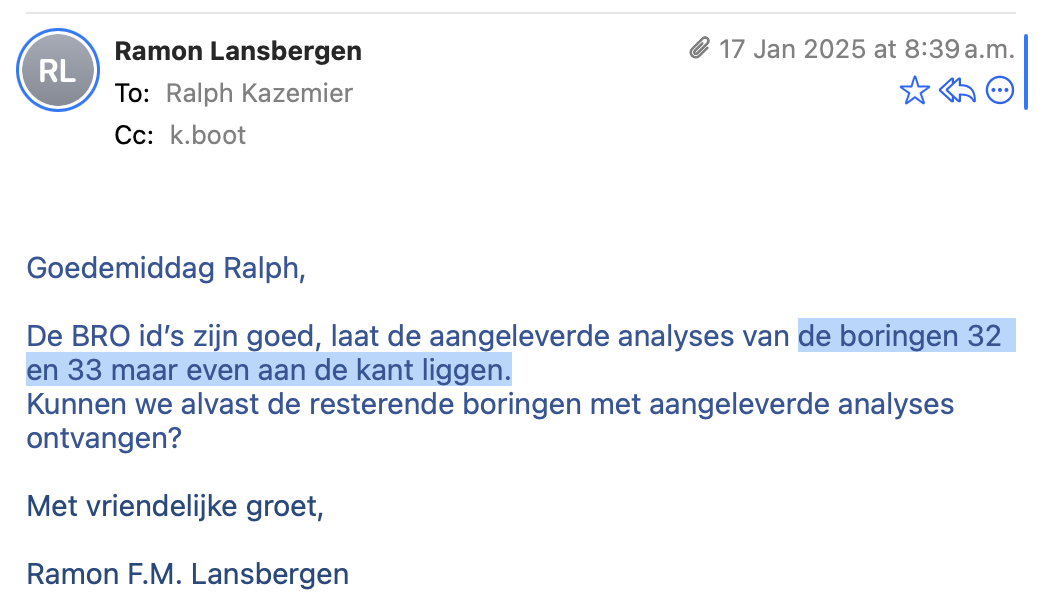 RL
Ramon Lansbergen
17 Jan 2025 at 8:39 a.m.
To: Ralph Kazemier
Cc: k.boot
Goedemiddag Ralph,
De BRO id’s zijn goed, laat de aangeleverde analyses van de boringen 32
en 33 maar even aan de kant liggen.
Kunnen we alvast de resterende boringen met aangeleverde analyses
ontvangen?
Met vriendelijke groet,
Ramon F.M. Lansbergen